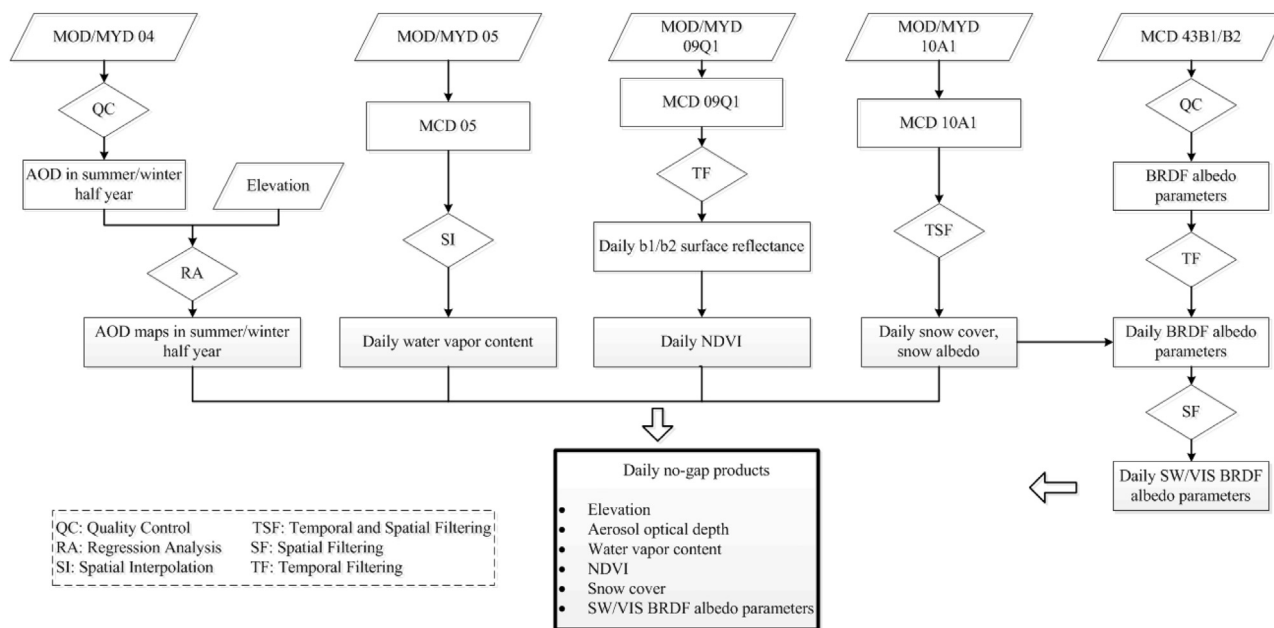 MOD/MYD 04
MOD/MYD 05
MOD/MYD
09Q1
MOD/MYD
10A1
MCD 43B1/B2
QC
MCD 05
MCD 09Q1
MCD 10A1
QC
AOD in summer/winter
half year
Elevation
TF
BRDF albedo
parameters
RA
SI
Daily b1/b2 surface reflectance
TSF
TF
AOD maps in summer/winter
half year
Daily water vapor content
Daily NDVI
Daily snow cover,
snow albedo
Daily BRDF albedo
parameters
SF
Daily SW/VIS BRDF
albedo parameters
Daily no-gap products
• Elevation
• Aerosol optical depth
• Water vapor content
• NDVI
• Snow cover
• SW/VIS BRDF albedo parameters
QC: Quality Control TSF: Temporal and Spatial Filtering
RA: Regression Analysis SF: Spatial Filtering
SI: Spatial Interpolation TF: Temporal Filtering